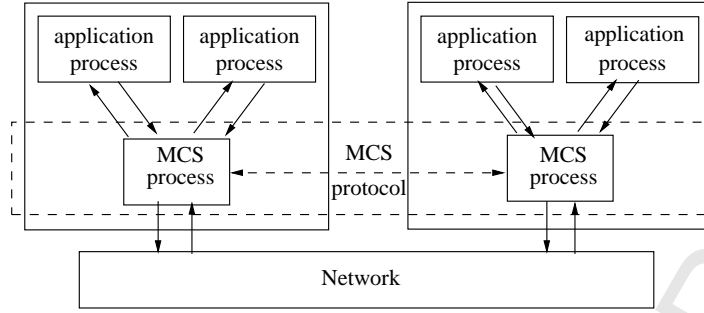 application
process
application
process
application
process
application
process
MCS
process
MCS
protocol
MCS
process
Network